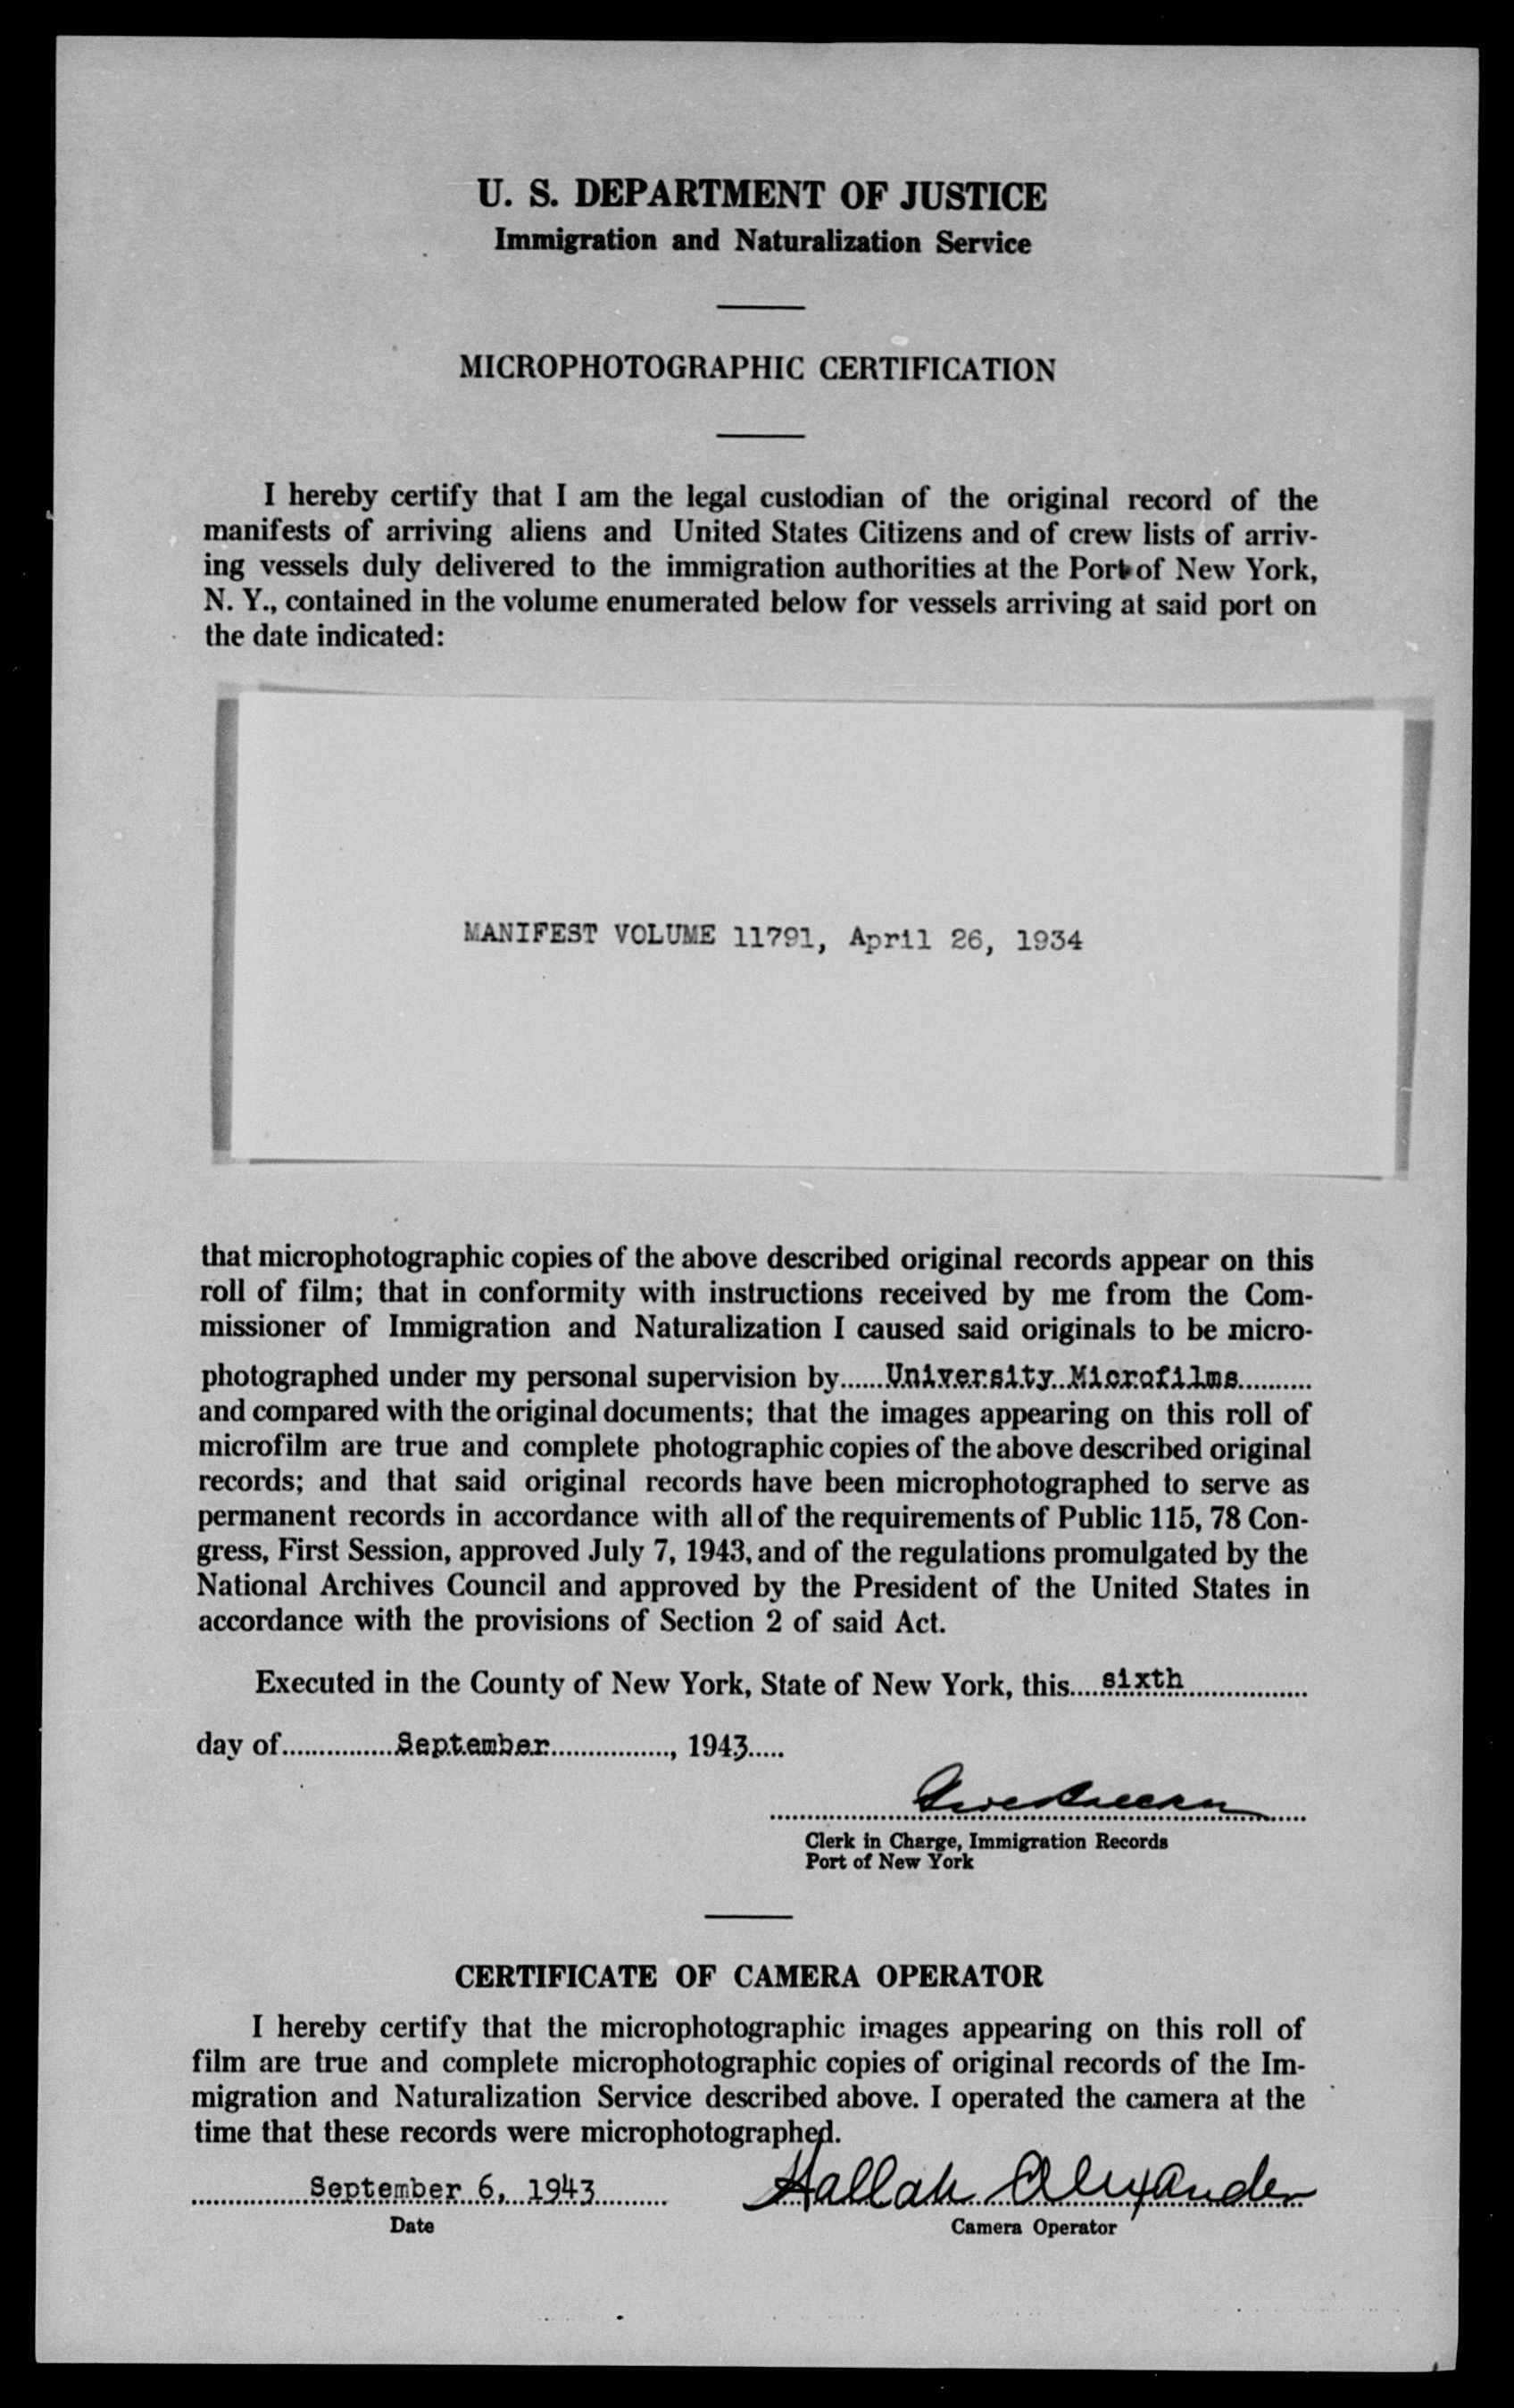 U. S. DEPARTMENT OF JUSTICE
Immigration and Naturalization Service
MICROPHOTOGRAPHIC CERTIFICATION
I hereby certify that I am the legal custodian of the original record of the
manifests of arriving aliens and United States Citizens and of crew lists of arriv-
ing vessels duly delivered to the immigration authorities at the Port of New York,
N. Y., contained in the volume enumerated below for vessels arriving at said port on
the date indicated:
MANIFEST VOLUME 11791, April 26, 1934
that microphotographic copies of the above described original records appear on this
roll of film; that in conformity with instructions received by me from the Com-
missioner of Immigration and Naturalization I caused said originals to be micro-
photographed under my personal supervision by......University Microfilms..........
and compared with the original documents; that the images appearing on this roll of
microfilm are true and complete photographic copies of the above described original
records; and that said original records have been microphotographed to serve as
permanent records in accordance with all of the requirements of Public 115, 78 Con-
gress, First Session, approved July 7, 1943, and of the regulations promulgated by the
National Archives Council and approved by the President of the United States in
accordance with the provisions of Section 2 of said Act.
Executed in the County of New York, State of New York, this.....sixth.................
day of...............September................, 1943.....
Clerk in Charge, Immigration Records
Port of New York
CERTIFICATE OF CAMERA OPERATOR
I hereby certify that the microphotographic images appearing on this roll of
film are true and complete microphotographic copies of original records of the Im-
migration and Naturalization Service described above. I operated the camera at the
time that these records were microphotographed.
September 6, 1943 Hallah Alexander
Date Camera Operator